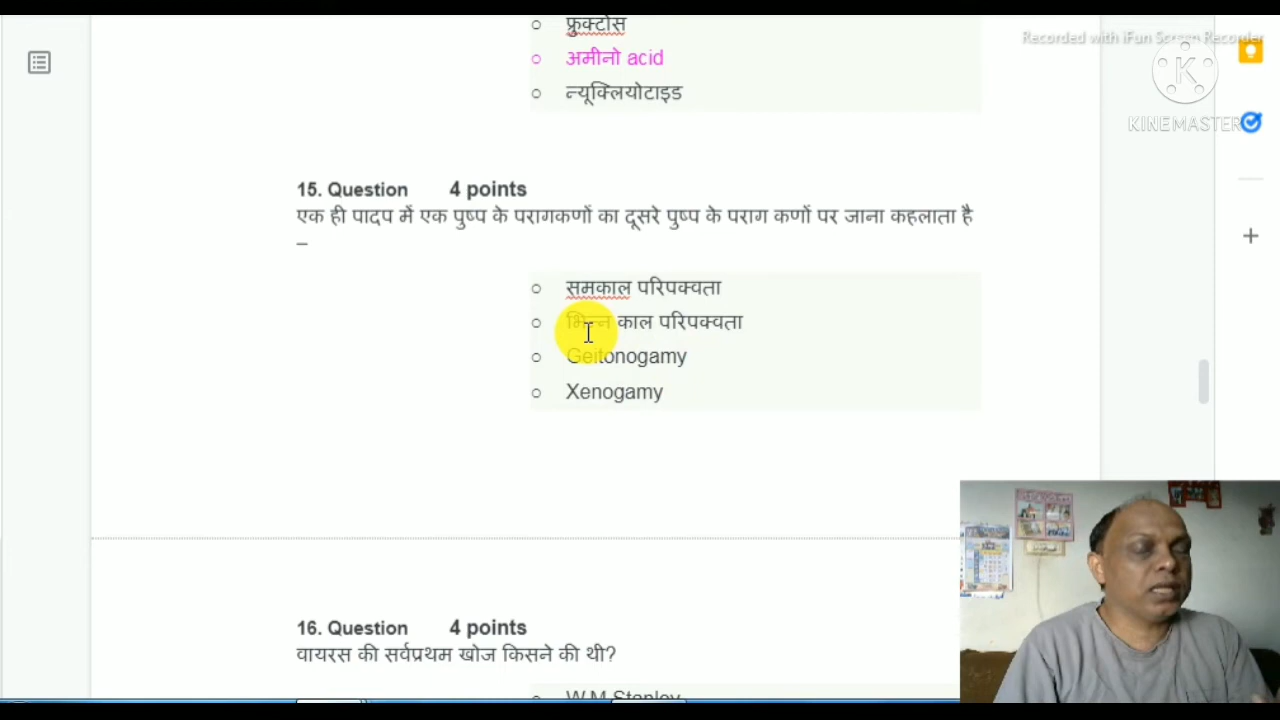 फ्रुक्टोस
Recorded with iFun Screen Recorder
अमीनो acid
न्यूक्लियोटाइड
K
KINEMASTER
15. Question 4 points
एक ही पादप में एक पुष्प के परागकणों का दूसरे पुष्प के पराग कणों पर जाना कहलाता है
–
समकाल परिपक्वता
भिन्न काल परिपक्वता
Geitonogamy
Xenogamy
16. Question 4 points
वायरस की सर्वप्रथम खोज किसने की थी?
W.M.Stanley